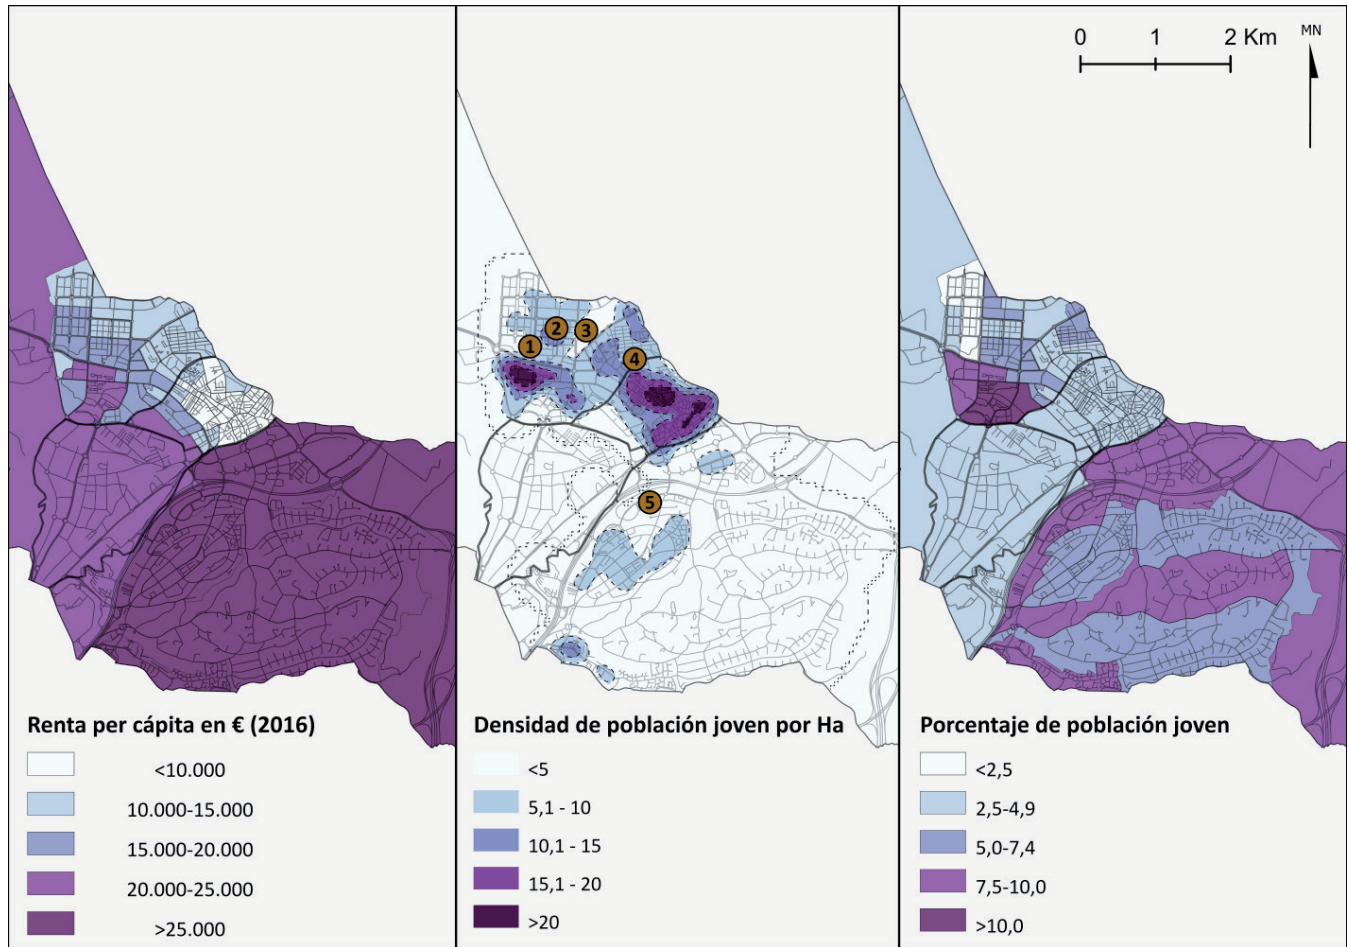 0 1 2 Km
MN
1
2
3
4
5
Renta per cápita en € (2016)
<10.000
10.000-15.000
15.000-20.000
20.000-25.000
>25.000
Densidad de población joven por Ha
<5
5,1 - 10
10,1 - 15
15,1 - 20
>20
Porcentaje de población joven
<2,5
2,5-4,9
5,0-7,4
7,5-10,0
>10,0